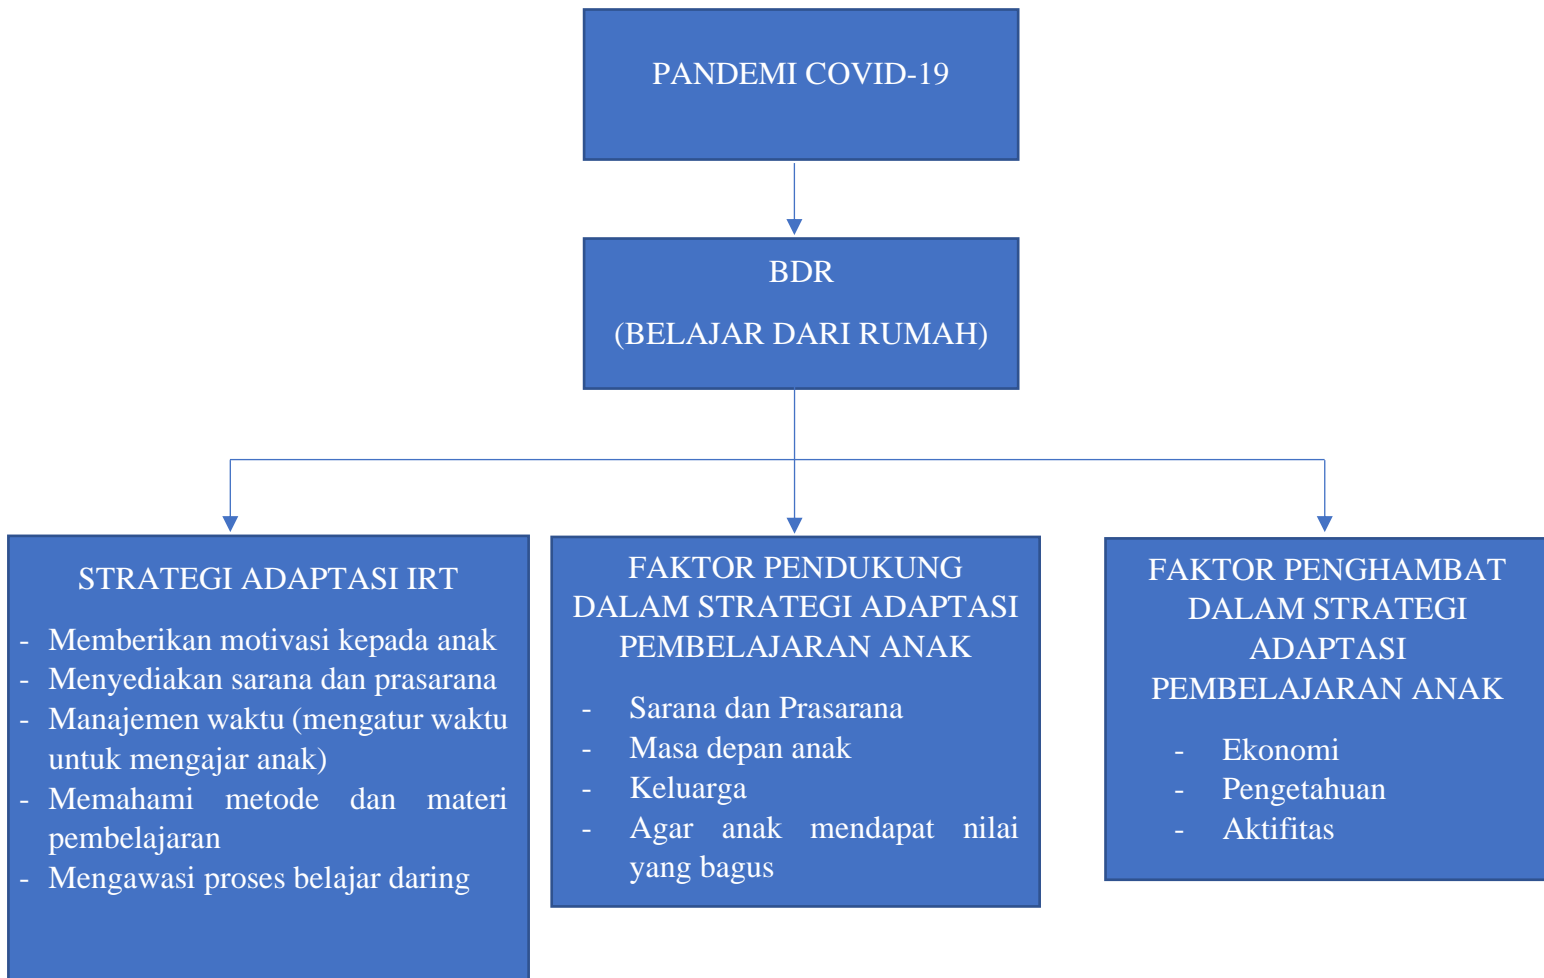 PANDEMI COVID-19
BDR
(BELAJAR DARI RUMAH)
STRATEGI ADAPTASI IRT
- Memberikan motivasi kepada anak
- Menyediakan sarana dan prasarana
- Manajemen waktu (mengatur waktu
untuk mengajar anak)
- Memahami metode dan materi
pembelajaran
- Mengawasi proses belajar daring
FAKTOR PENDUKUNG
DALAM STRATEGI ADAPTASI
PEMBELAJARAN ANAK
- Sarana dan Prasarana
- Masa depan anak
- Keluarga
- Agar anak mendapat nilai
yang bagus
FAKTOR PENGHAMBAT
DALAM STRATEGI
ADAPTASI
PEMBELAJARAN ANAK
- Ekonomi
- Pengetahuan
- Aktifitas